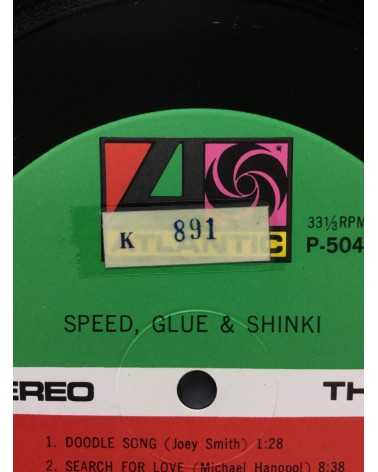 K 891
ATLANTIC
33⅓RPM
P-504
SPEED, GLUE & SHINKI
EREO
TH
1. DOODLE SONG (Joey Smith) 1:28
2. SEARCH FOR LOVE (Michael Hanopol) 8:38